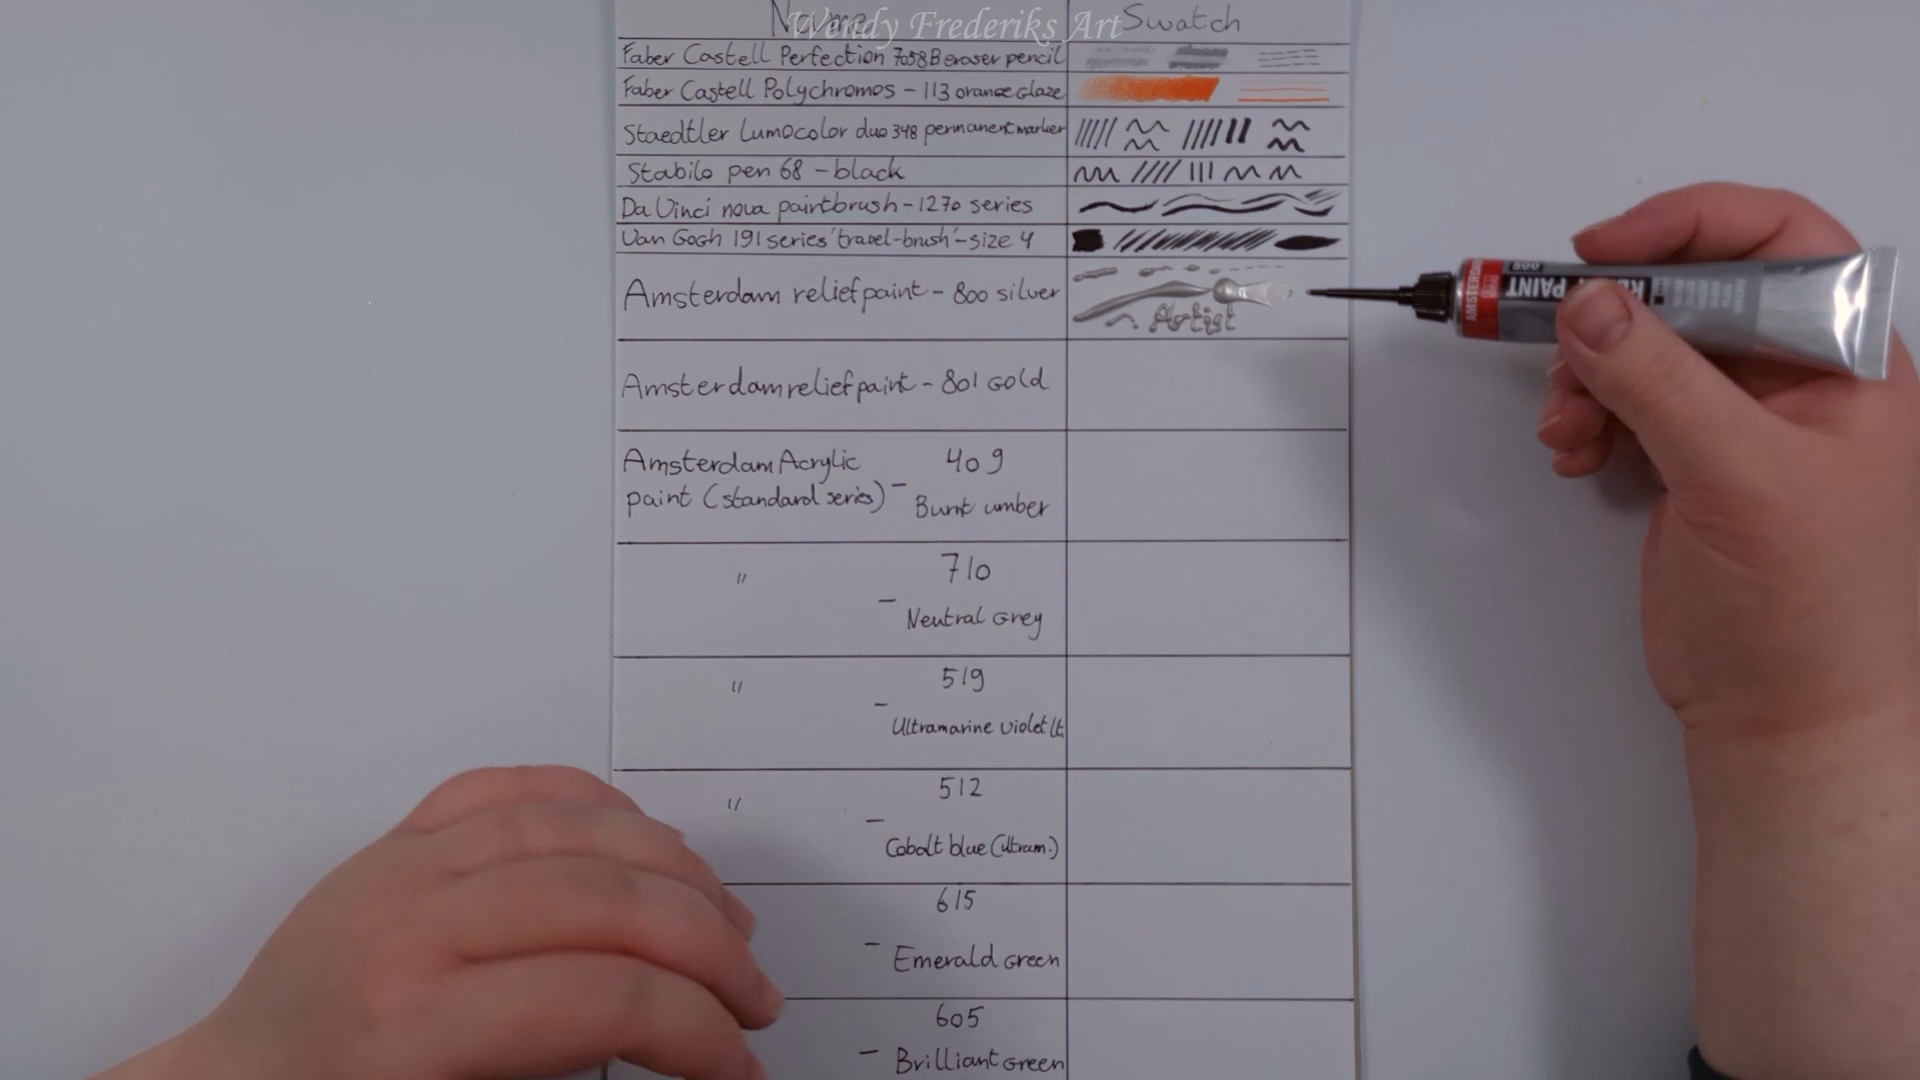 Name Swatch
Wendy Frederiks Art
Faber Castell Perfection 7058B eraser pencil
Faber Castell Polychromos - 113 orange Glaze
Staedtler Lumocolor duo 348 permanent marker
Stabilo pen 68 - black
Da Vinci nova paintbrush - 1270 series
Van Gogh 191 series 'travel-brush' - size 4
Amsterdam relief paint - 800 silver
Artist
AMSTERDAM
PAINT
800
Amsterdam relief paint - 801 Gold
Amsterdam Acrylic
paint (standard series) - 409
Burnt umber
" - 710
Neutral Grey
" - 519
Ultramarine violet lt.
" - 512
Cobalt blue (ultram.)
615
- Emerald Green
605
- Brilliant Green